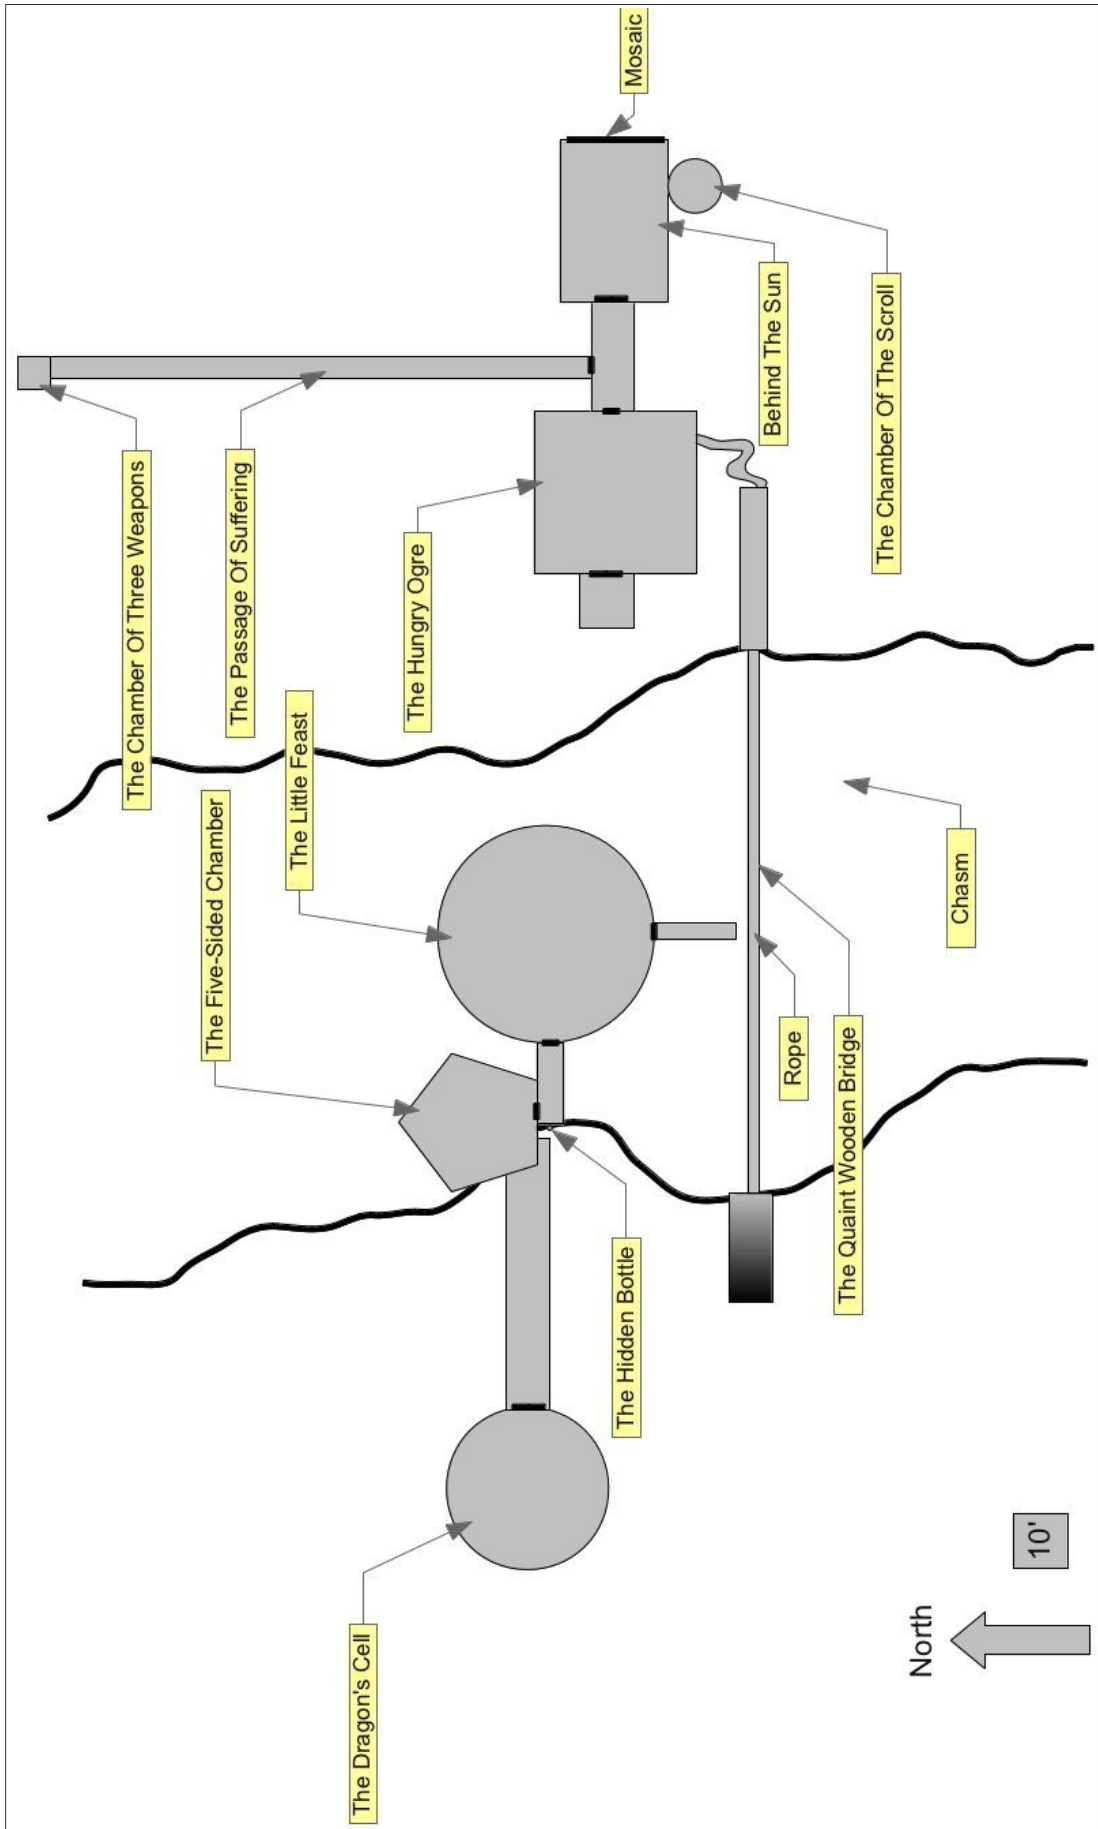 Mosaic
Behind The Sun
The Chamber Of The Scroll
The Chamber Of Three Weapons
The Passage Of Suffering
The Hungry Ogre
The Little Feast
The Five-Sided Chamber
Chasm
Rope
The Quaint Wooden Bridge
The Hidden Bottle
The Dragon's Cell
10'
North